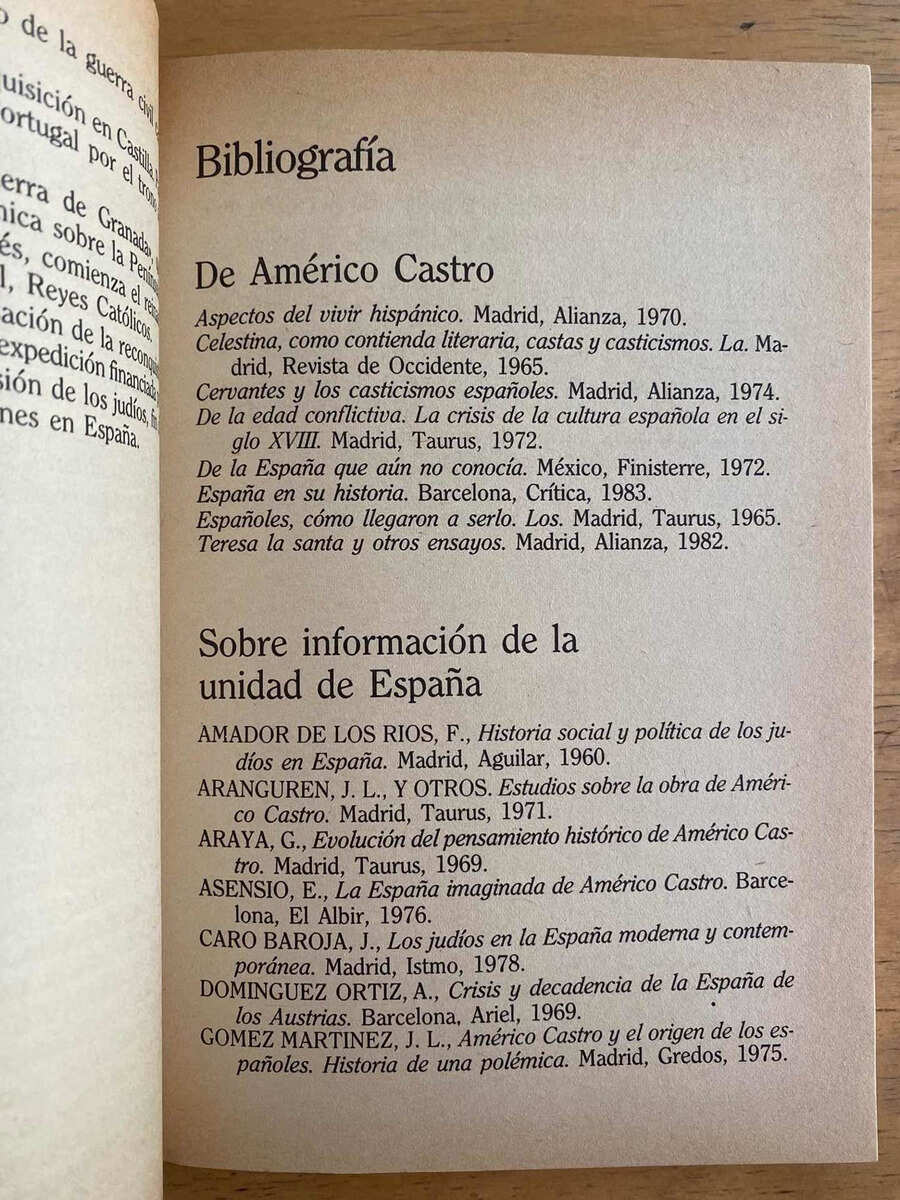 o de la guerra civil
uisición en Castilla,
ortugal por el trono
erra de Granada»,
nica sobre la Penínsu
és, comienza el rein
l, Reyes Católicos.
ación de la reconqu
expedición financiada
sión de los judíos, fin
nes en España.
Bibliografía
De Américo Castro
Aspectos del vivir hispánico. Madrid, Alianza, 1970.
Celestina, como contienda literaria, castas y casticismos. La. Ma-
drid, Revista de Occidente, 1965.
Cervantes y los casticismos españoles. Madrid, Alianza, 1974.
De la edad conflictiva. La crisis de la cultura española en el si-
glo XVIII. Madrid, Taurus, 1972.
De la España que aún no conocía. México, Finisterre, 1972.
España en su historia. Barcelona, Crítica, 1983.
Españoles, cómo llegaron a serlo. Los. Madrid, Taurus, 1965.
Teresa la santa y otros ensayos. Madrid, Alianza, 1982.
Sobre información de la
unidad de España
AMADOR DE LOS RIOS, F., Historia social y política de los ju-
díos en España. Madrid, Aguilar, 1960.
ARANGUREN, J. L., Y OTROS. Estudios sobre la obra de Améri-
co Castro. Madrid, Taurus, 1971.
ARAYA, G., Evolución del pensamiento histórico de Américo Cas-
tro. Madrid, Taurus, 1969.
ASENSIO, E., La España imaginada de Américo Castro. Barce-
lona, El Albir, 1976.
CARO BAROJA, J., Los judíos en la España moderna y contem-
poránea. Madrid, Istmo, 1978.
DOMINGUEZ ORTIZ, A., Crisis y decadencia de la España de
los Austrias. Barcelona, Ariel, 1969.
GOMEZ MARTINEZ, J. L., Américo Castro y el origen de los es-
pañoles. Historia de una polémica. Madrid, Gredos, 1975.